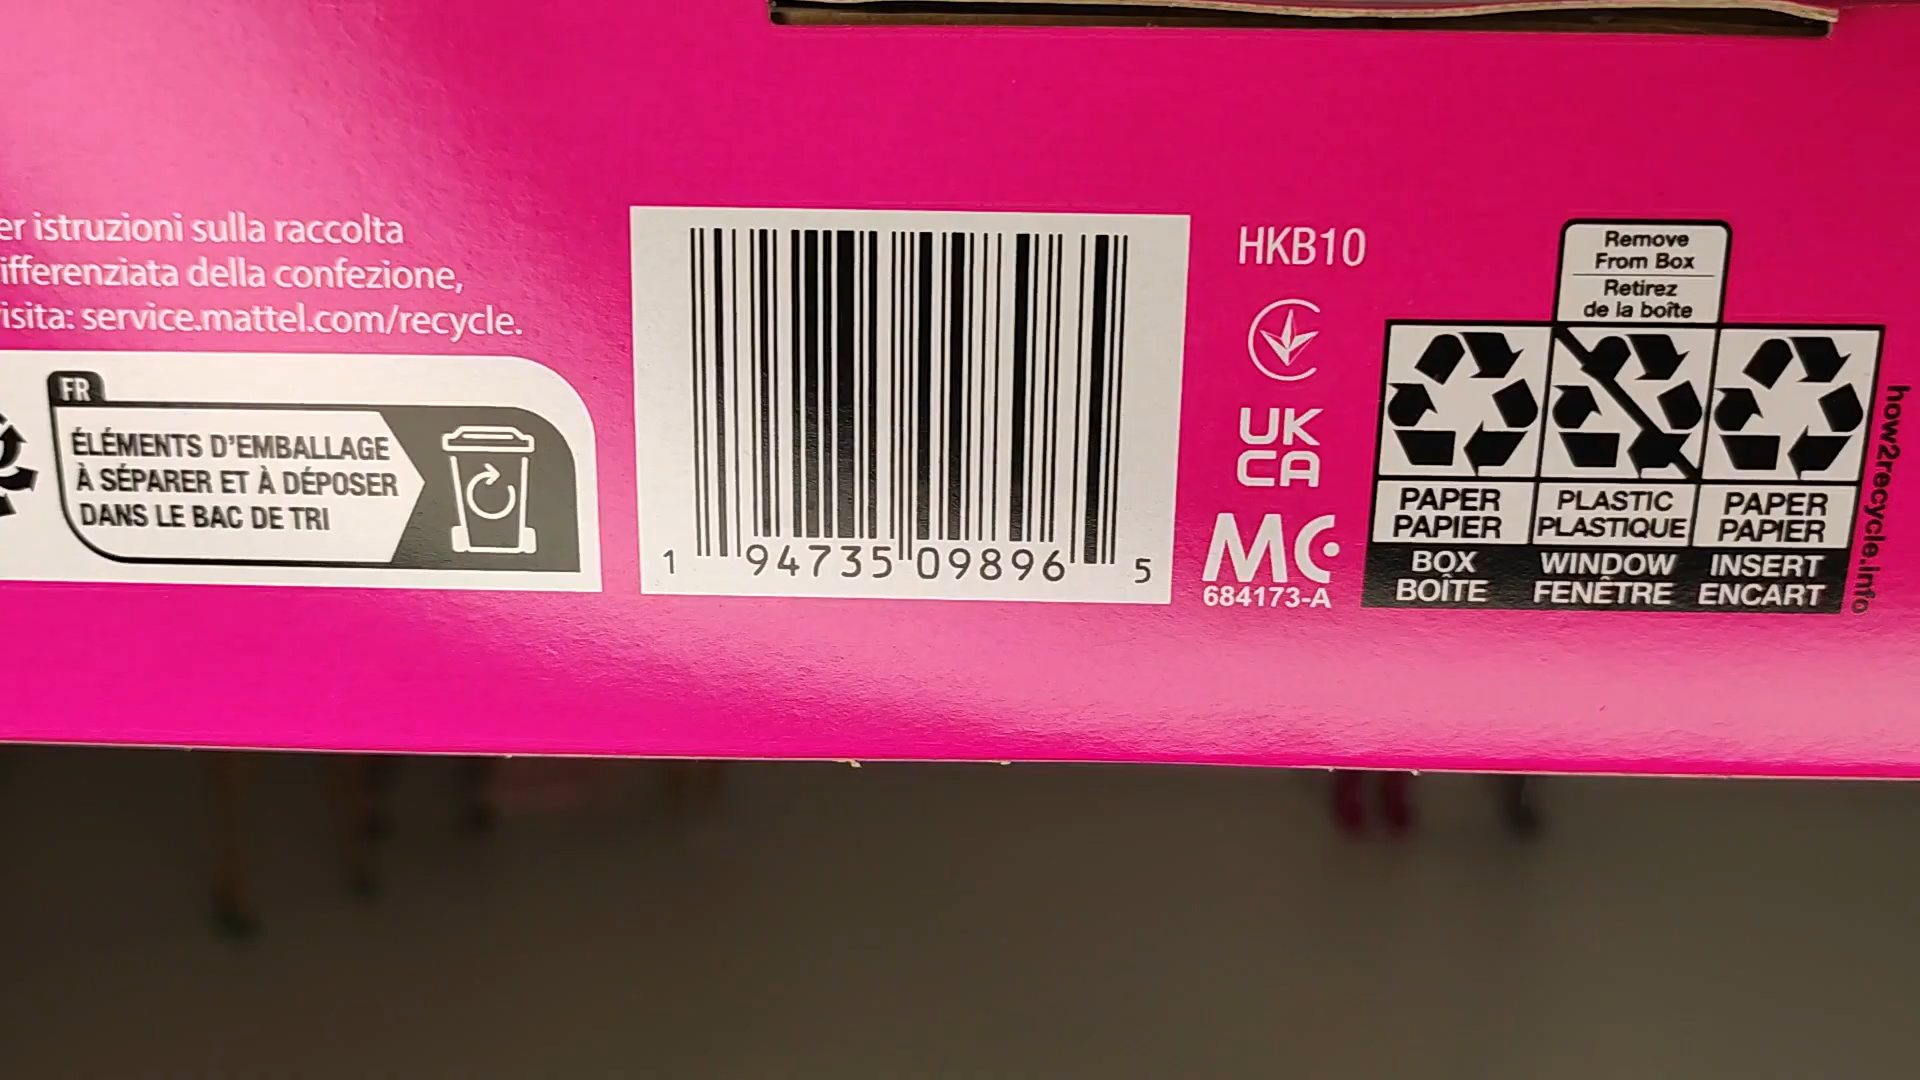 er istruzioni sulla raccolta
ifferenziata della confezione,
isita: service.mattel.com/recycle.
FR
ÉLÉMENTS D'EMBALLAGE
À SÉPARER ET À DÉPOSER
DANS LE BAC DE TRI
1 94735 09896 5
HKB10
UK
CA
MC
684173-A
Remove
From Box
Retirez
de la boîte
PAPER
PAPIER
BOX
BOÎTE
PLASTIC
PLASTIQUE
WINDOW
FENÊTRE
PAPER
PAPIER
INSERT
ENCART
how2recycle.info